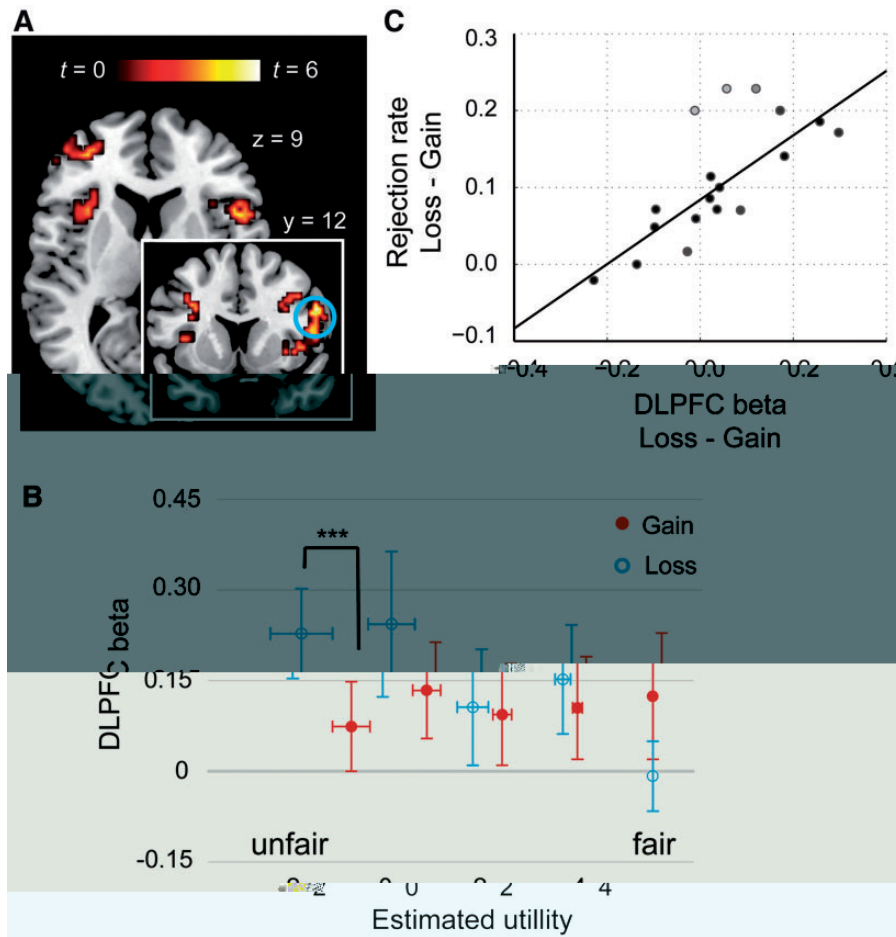 A
t = 0
t = 6
z = 9
y = 12
C
0.3
0.2
0.1
0.0
−0.1
Rejection rate
Loss - Gain
−0.4
−0.2
0.0
0.2
DLPFC beta
Loss - Gain
B
0.45
0.30
0.15
0
-0.15
DLPFC beta
***
Gain
Loss
unfair
fair
Estimated utillity